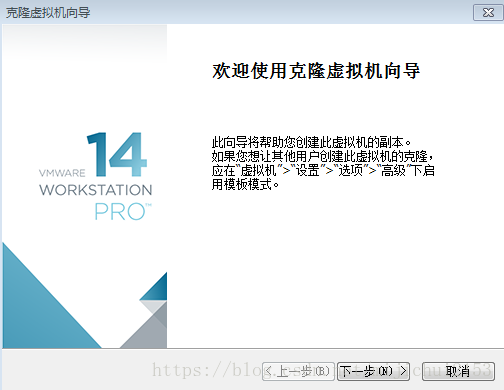 克隆虚拟机向导
欢迎使用克隆虚拟机向导
此向导将帮助您创建此虚拟机的副本。
如果您想让其他用户创建此虚拟机的克隆，
应在"虚拟机">"设置">"选项">"高级"下启
用模板模式。
14
VMWARE
WORKSTATION
PRO™
https://blog.
< 上一步(B)
下一步(N) >
取消